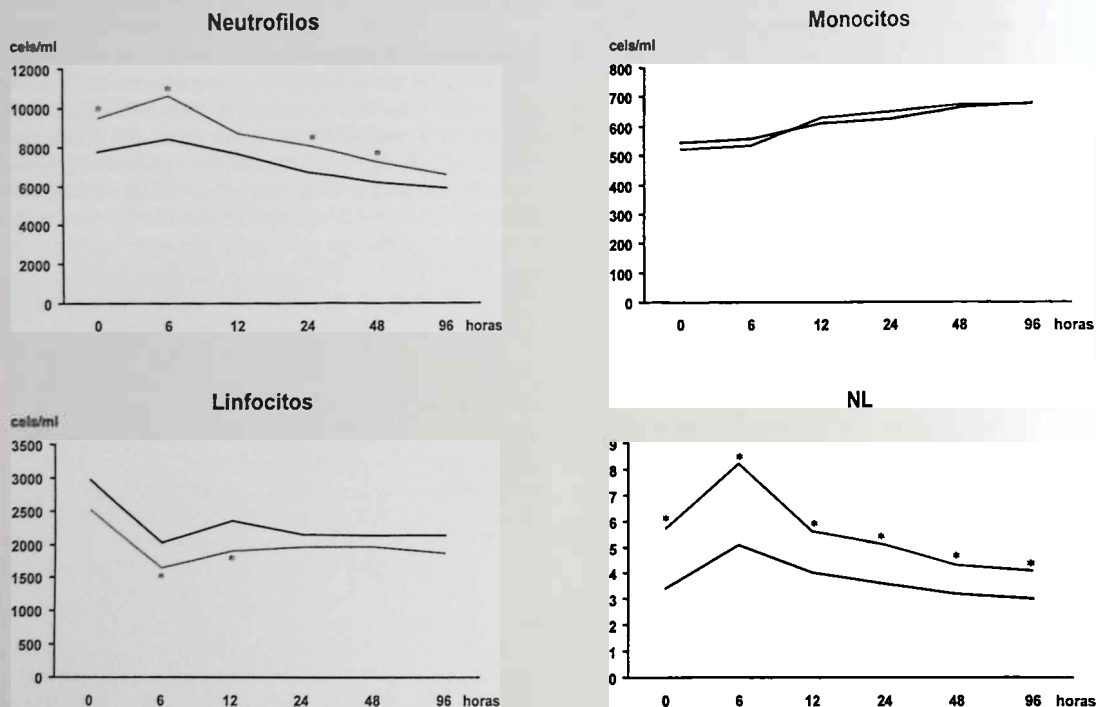 Neutrofilos
cels/ml
12000
10000
8000
6000
4000
2000
0
0 6 12 24 48 96 horas
* * * *
Monocitos
cels/ml
800
700
600
500
400
300
200
100
0
0 6 12 24 48 96 horas
Linfocitos
cels/ml
3500
3000
2500
2000
1500
1000
500
0
0 6 12 24 48 96 horas
* *
NL
9
8
7
6
5
4
3
2
1
0
0 6 12 24 48 96 horas
* * * * * *